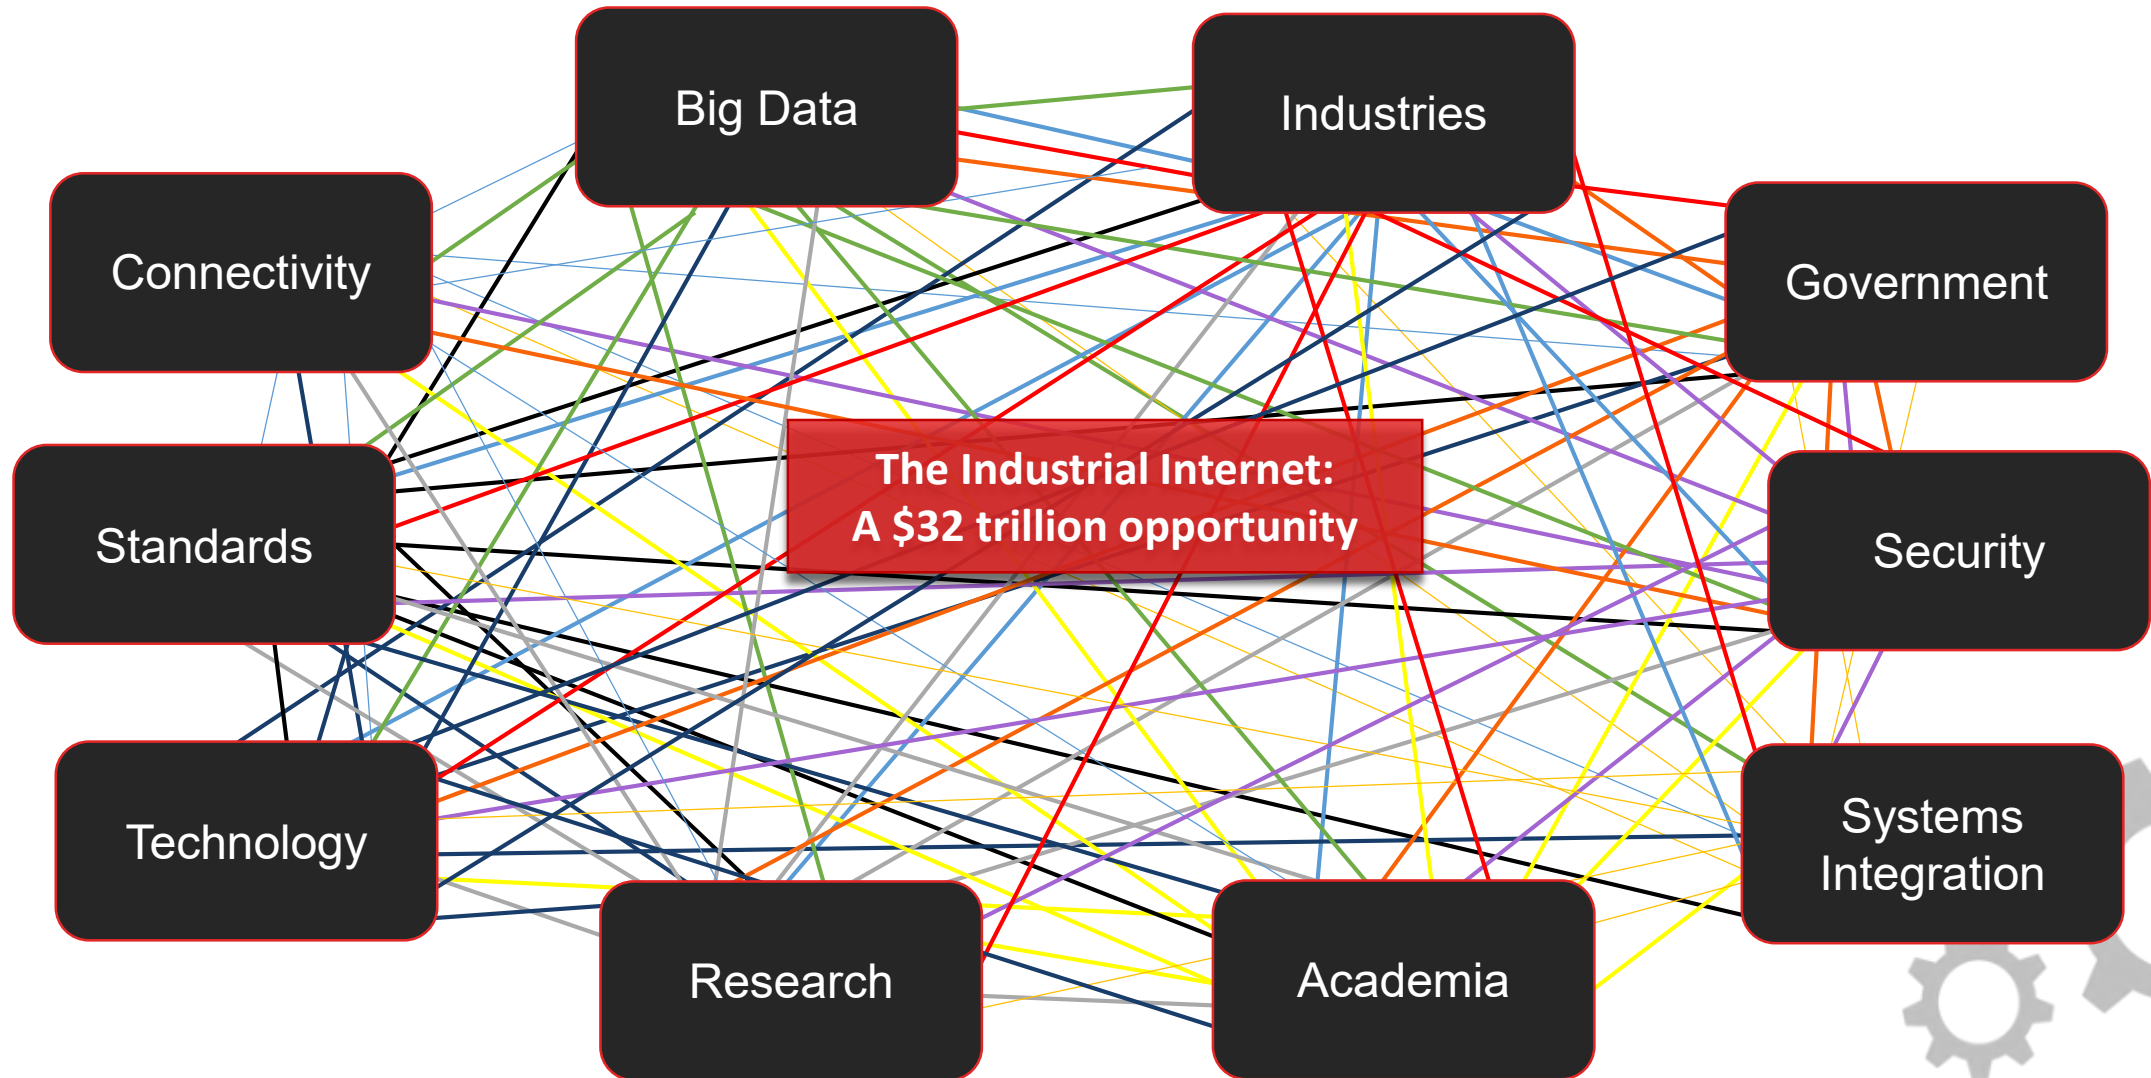 Big Data
Industries
Connectivity
Government
The Industrial Internet:
A $32 trillion opportunity
Standards
Security
Technology
Systems
Integration
Research
Academia